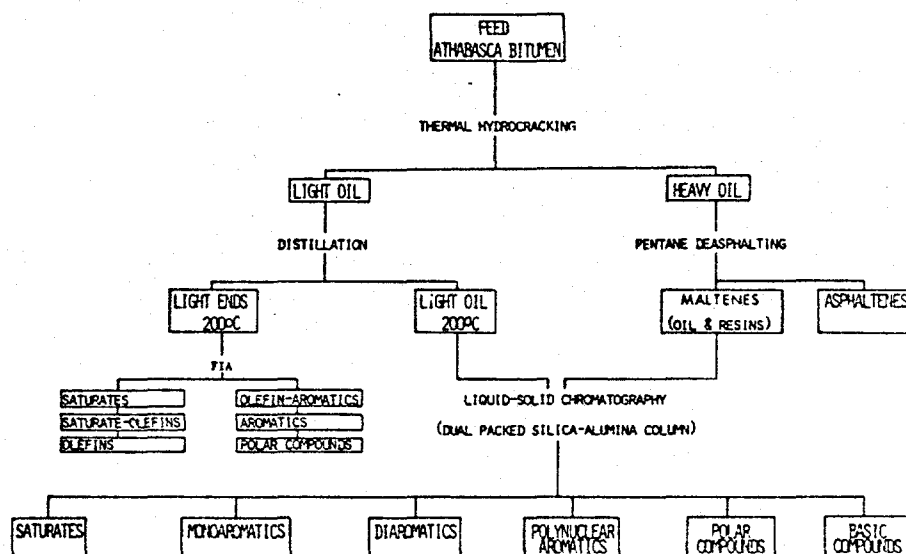 FEED
ATHABASCA BITUMEN
THERMAL HYDROCRACKING
LIGHT OIL
HEAVY OIL
DISTILLATION
PENTANE DEASPHALTING
LIGHT ENDS
200ºC
LIGHT OIL
200ºC
MALTENES
(OIL & RESINS)
ASPHALTENES
FIA
SATURATES
OLEFIN-AROMATICS
SATURATE-OLEFINS
AROMATICS
OLEFINS
POLAR COMPOUNDS
LIQUID-SOLID CHROMATOGRAPHY
(DUAL PACKED SILICA-ALUMINA COLUMN)
SATURATES
MONOAROMATICS
DIAROMATICS
POLYNUCLEAR
AROMATICS
POLAR
COMPOUNDS
BASIC
COMPOUNDS